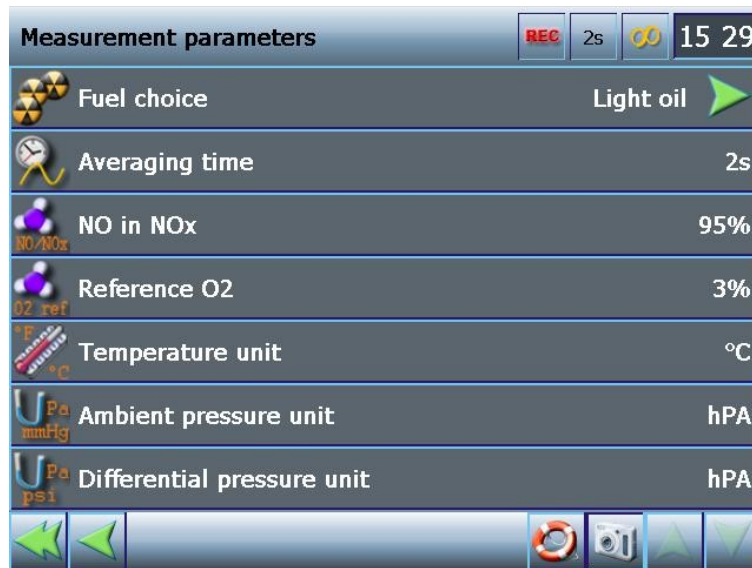 Measurement parameters REC 2s 15 29
Fuel choice Light oil
Averaging time 2s
NO/NOx NO in NOx 95%
O2 ref Reference O2 3%
°F °C Temperature unit °C
Pa mmHg Ambient pressure unit hPA
Pa psi Differential pressure unit hPA